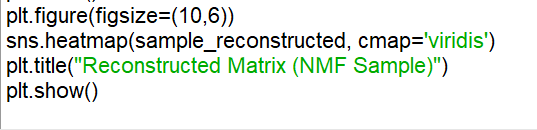 plt.figure(figsize=(10,6))
sns.heatmap(sample_reconstructed, cmap='viridis')
plt.title("Reconstructed Matrix (NMF Sample)")
plt.show()